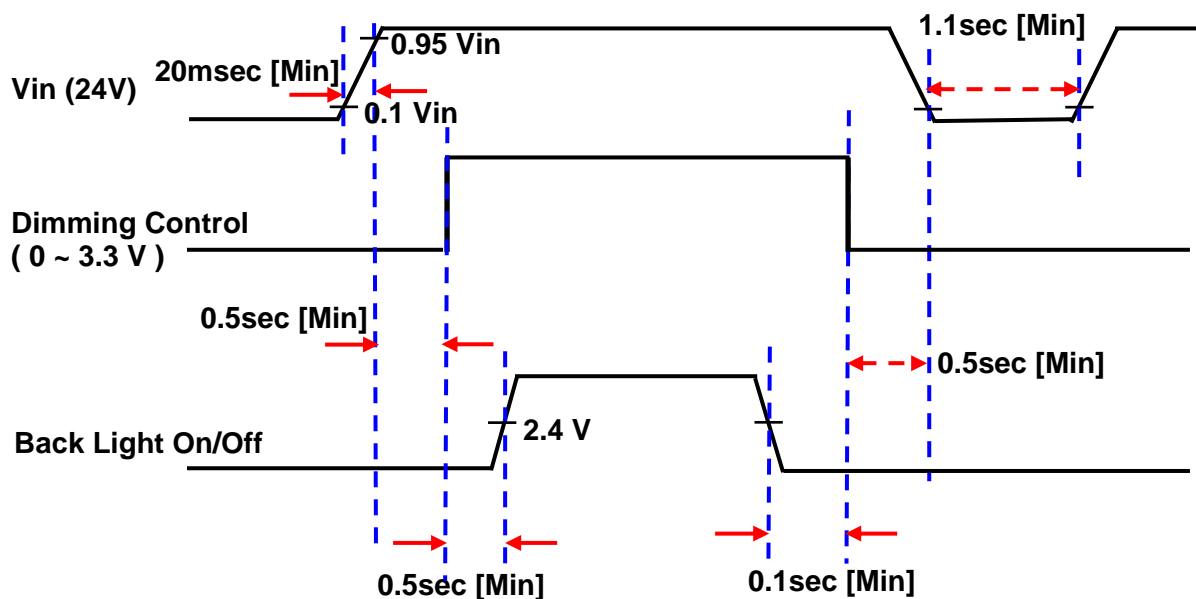 1.1sec [Min]
0.95 Vin
20msec [Min]
Vin (24V)
0.1 Vin
Dimming Control
( 0 ~ 3.3 V )
0.5sec [Min]
0.5sec [Min]
2.4 V
Back Light On/Off
0.5sec [Min]
0.1sec [Min]